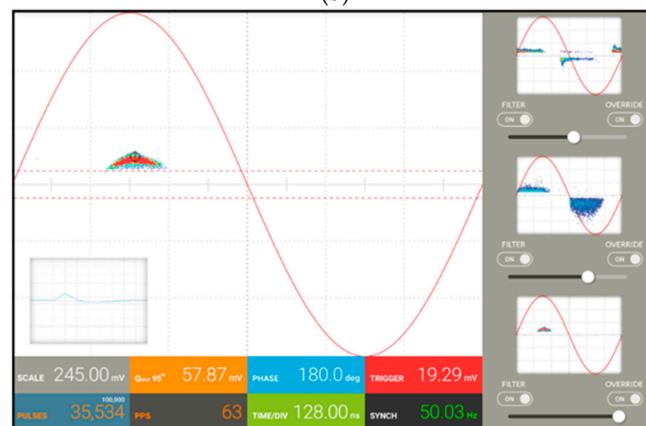 FILTER OVERRIDE
ON ON
FILTER OVERRIDE
ON ON
FILTER OVERRIDE
ON ON
SCALE 245.00 mV Qmax 95th 57.87 mV PHASE 180.0 deg TRIGGER 19.29 mV
100,000
PULSES 35,534 PPS 63 TIME/DIV 128.00 ns SYNCH 50.03 Hz